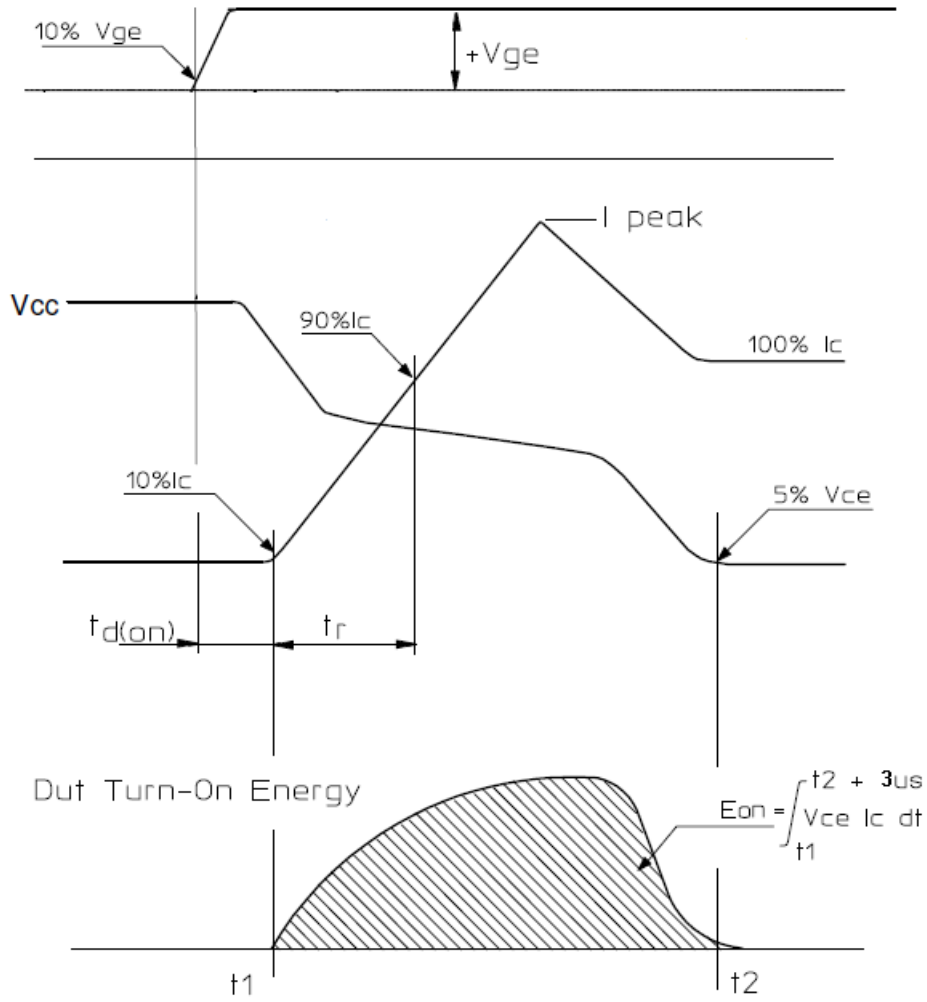 10% Vge
+Vge
I peak
Vcc
90%Ic
100% Ic
10%Ic
5% Vce
td(on)
tr
Dut Turn-On Energy
t2 + 3us
Eon = ∫ Vce Ic dt
t1
t1
t2